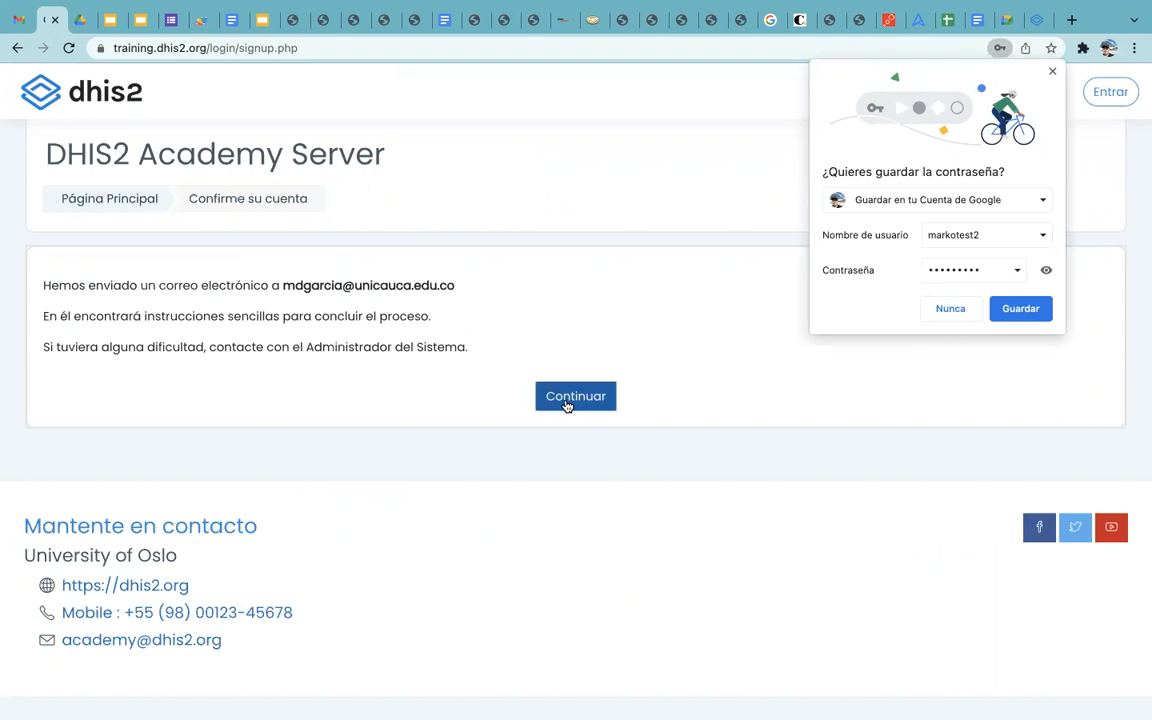 training.dhis2.org/login/signup.php
dhis2
Entrar
DHIS2 Academy Server
Página Principal
Confirme su cuenta
¿Quieres guardar la contraseña?
Guardar en tu Cuenta de Google
Nombre de usuario
markotest2
Contraseña
•••••••••
Nunca
Guardar
Hemos enviado un correo electrónico a mdgarcia@unicauca.edu.co
En él encontrará instrucciones sencillas para concluir el proceso.
Si tuviera alguna dificultad, contacte con el Administrador del Sistema.
Continuar
Mantente en contacto
University of Oslo
https://dhis2.org
Mobile : +55 (98) 00123-45678
academy@dhis2.org